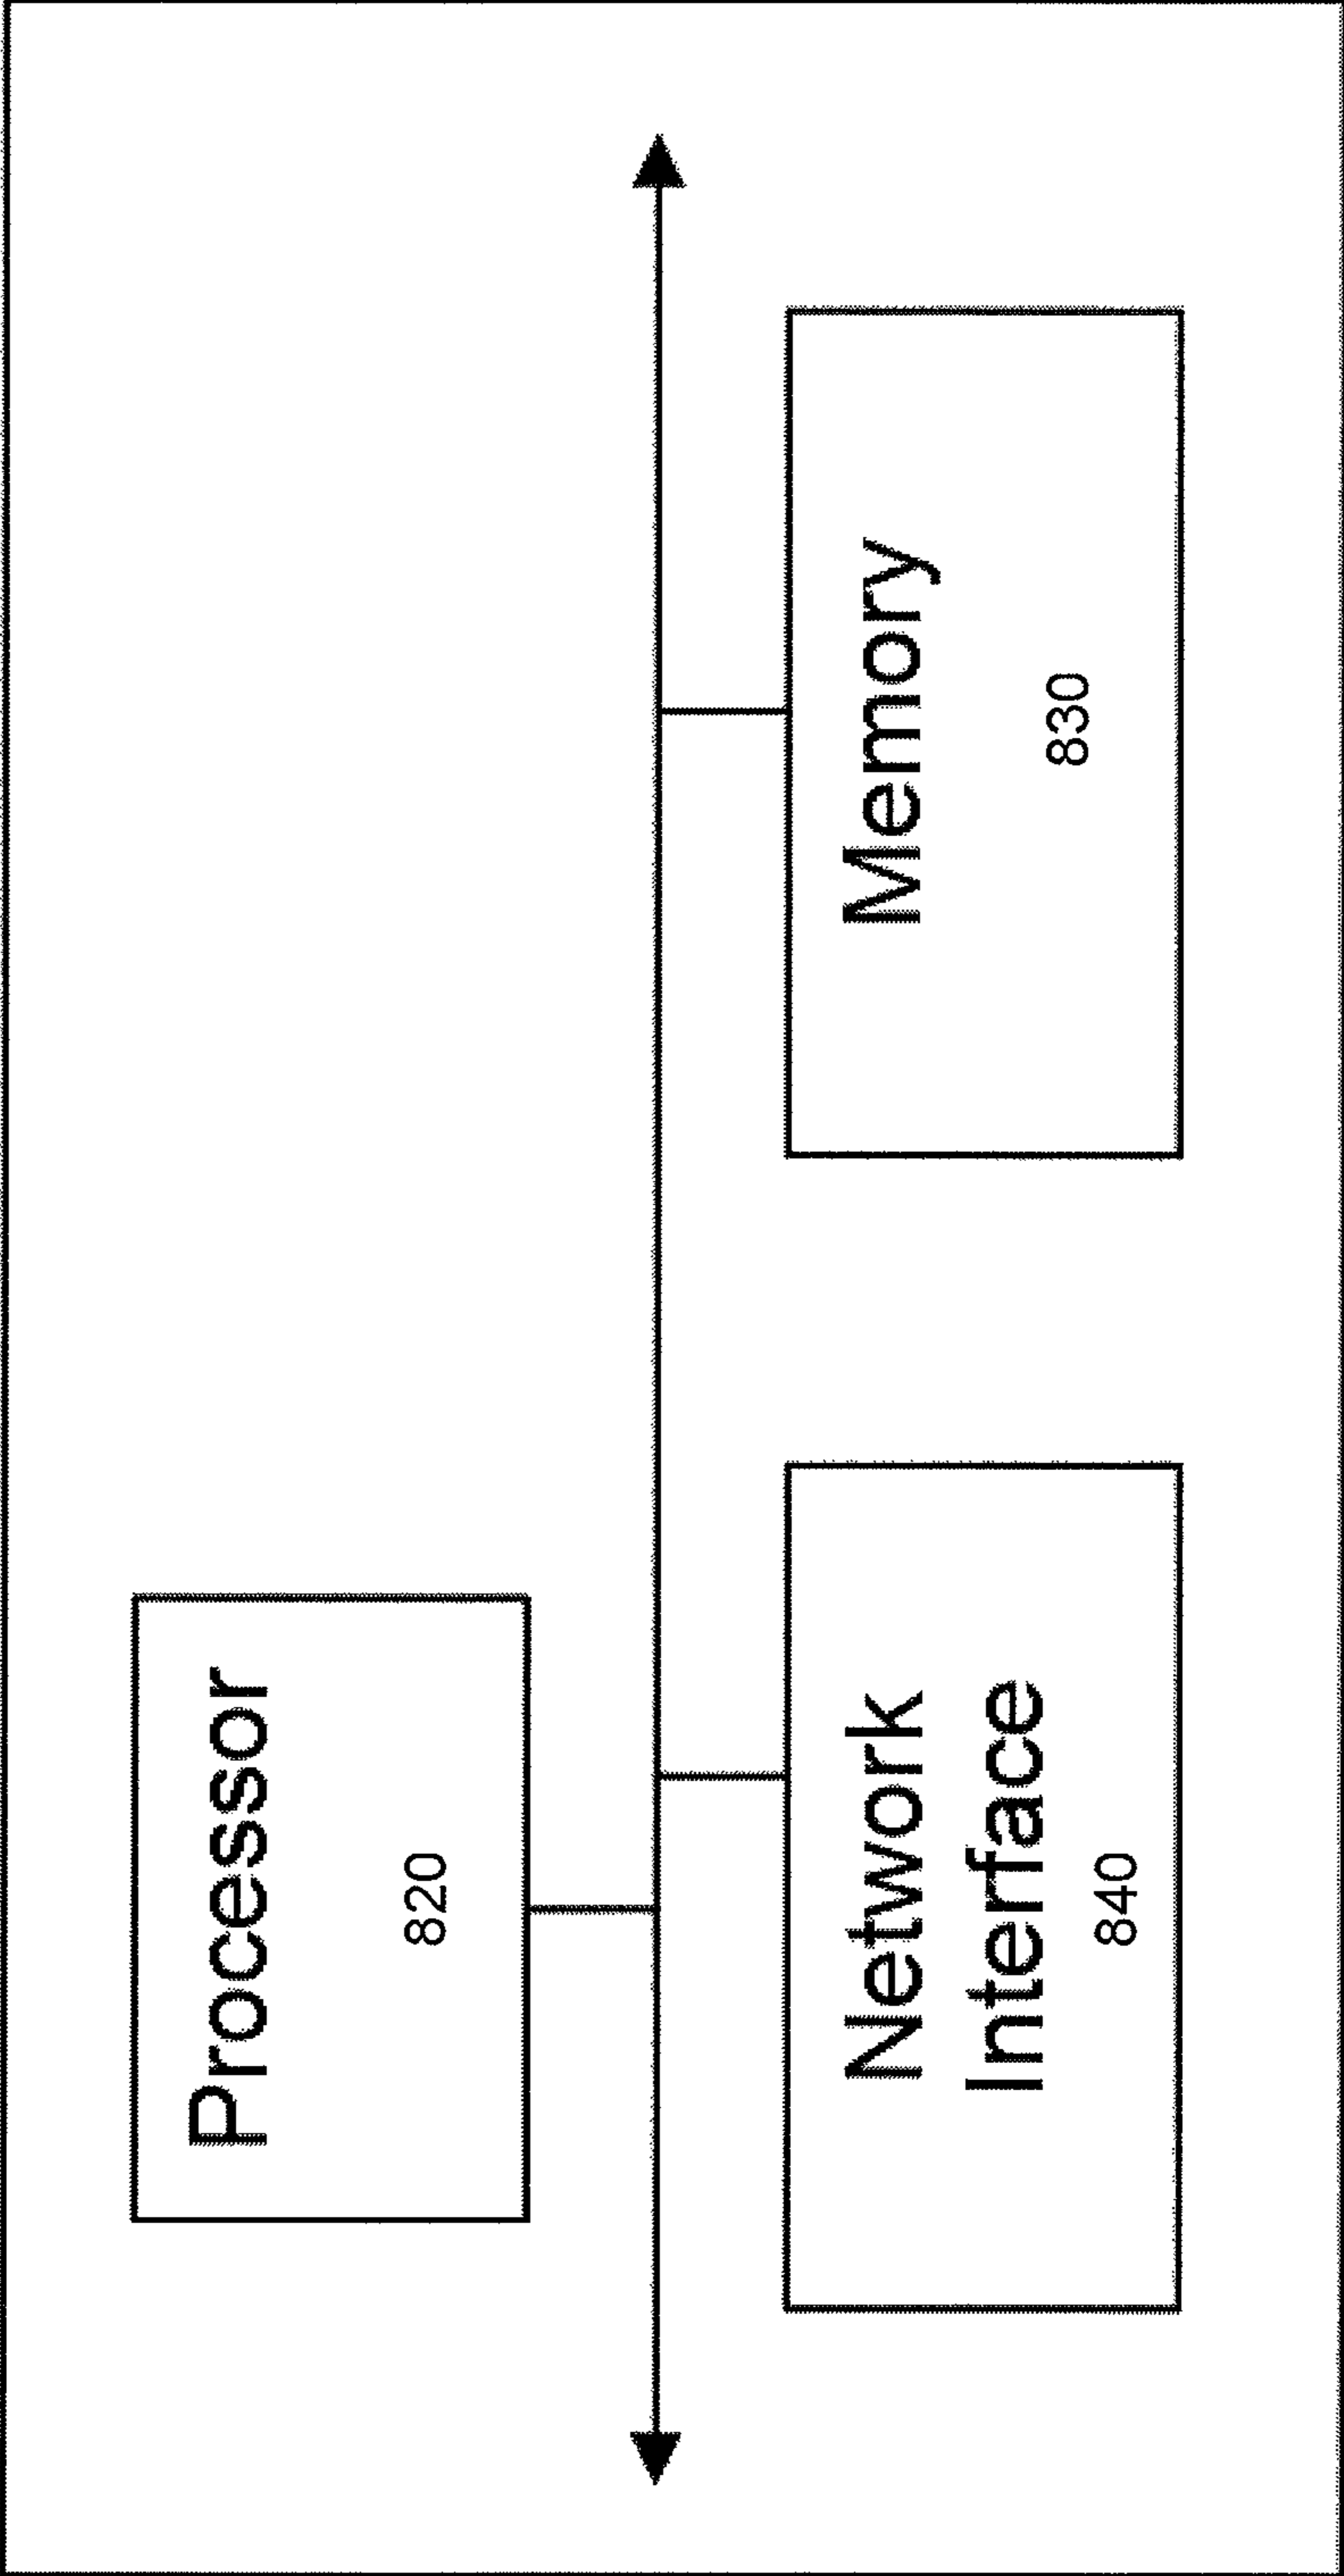 Processor
820
Network
Interface
840
Memory
830